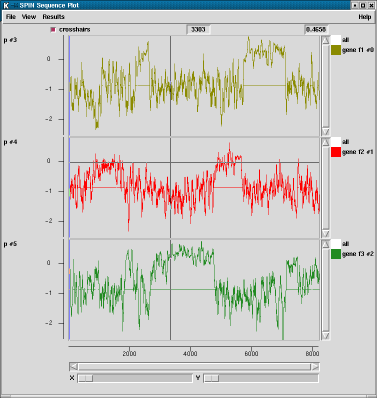 SPIN Sequence Plot
File View Results Help
crosshairs 3303 0.4658
p #3
all
gene f1 #0
0
-1
-2
p #4
all
gene f2 #1
0
-1
-2
p #5
all
gene f3 #2
0
-1
-2
2000 4000 6000 8000
X Y